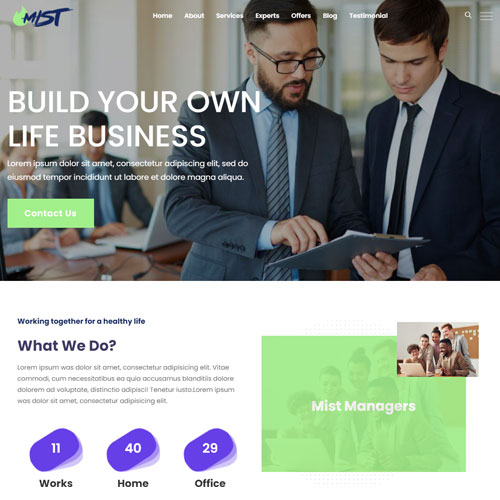 MIST
Home About Services Experts Offers Blog Testimonial
BUILD YOUR OWN
LIFE BUSINESS
Lorem ipsum dolor sit amet, consectetur adipiscing elit, sed do
eiusmod tempor incididunt ut labore et dolore magna aliqua.
Contact Us
Working together for a healthy life
What We Do?
Lorem ipsum was dolor sit amet, consectetur adipiscing elit. Vitae
commodi, cum necessitatibus ea quia accusamus blanditiis dolore
dolorem ad voluptate, distinctio adipisci! Tenetur iusto.Lorem ipsum
was dolor sit amet, consectetur adipiscing elit.
Mist Managers
11 40 29
Works Home Office